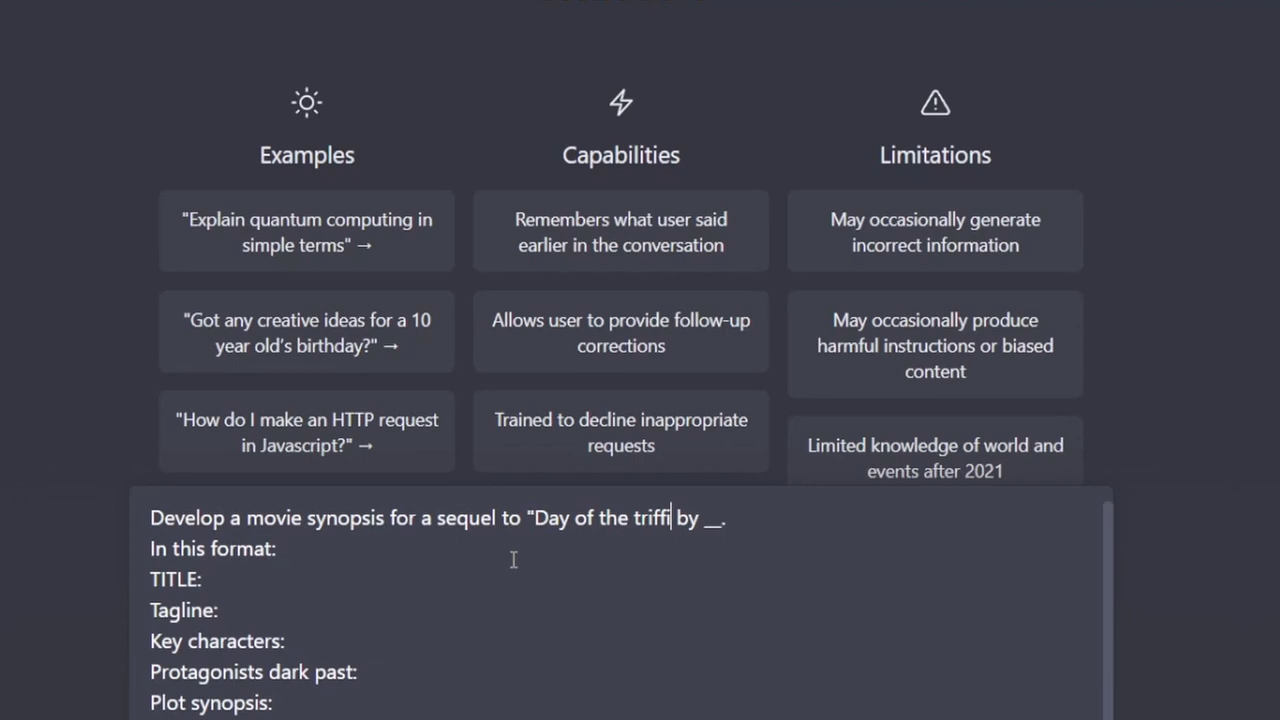 Examples
Capabilities
Limitations
"Explain quantum computing in
simple terms" →
Remembers what user said
earlier in the conversation
May occasionally generate
incorrect information
"Got any creative ideas for a 10
year old's birthday?" →
Allows user to provide follow-up
corrections
May occasionally produce
harmful instructions or biased
content
"How do I make an HTTP request
in Javascript?" →
Trained to decline inappropriate
requests
Limited knowledge of world and
events after 2021
Develop a movie synopsis for a sequel to "Day of the triffi by __.
In this format:
TITLE:
Tagline:
Key characters:
Protagonists dark past:
Plot synopsis: